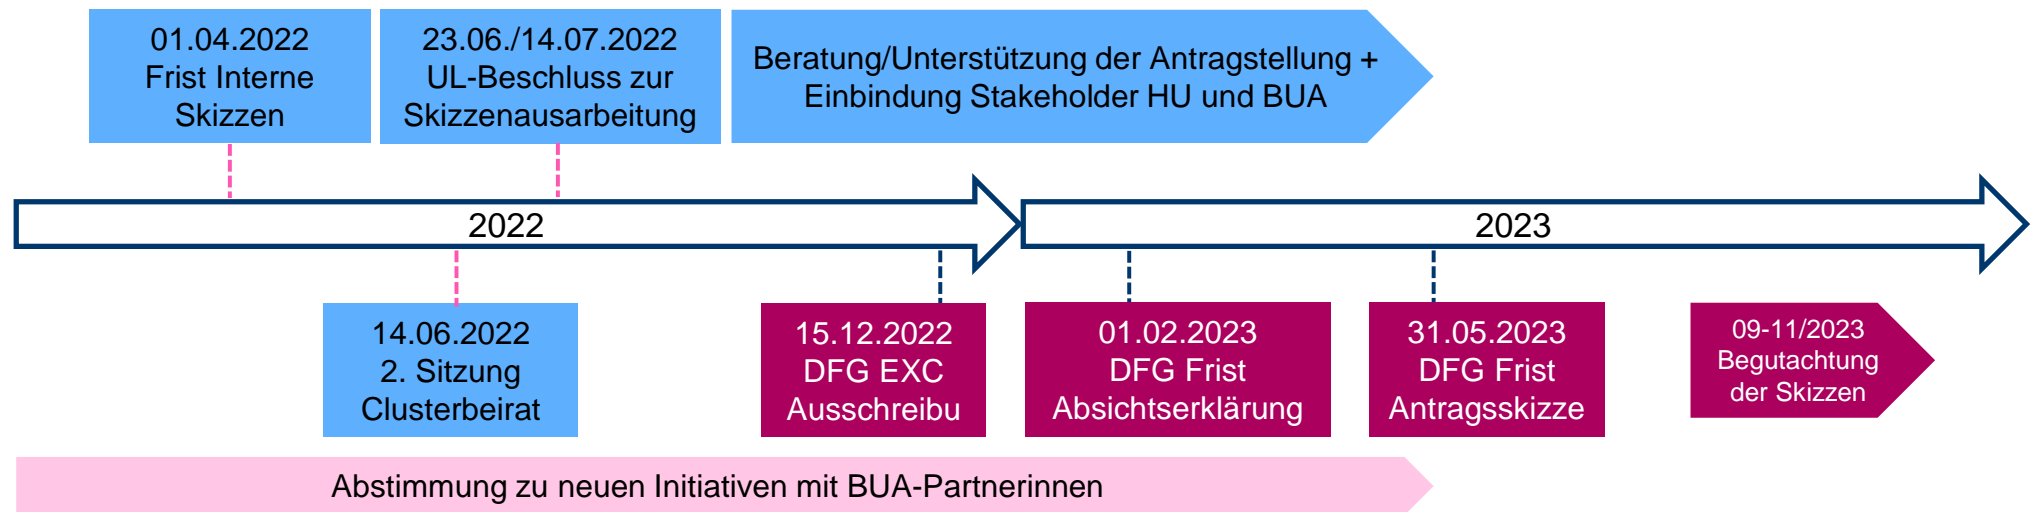 01.04.2022
Frist Interne
Skizzen
23.06./14.07.2022
UL-Beschluss zur
Skizzenausarbeitung
Beratung/Unterstützung der Antragstellung +
Einbindung Stakeholder HU und BUA
2022
2023
14.06.2022
2. Sitzung
Clusterbeirat
15.12.2022
DFG EXC
Ausschreibu
01.02.2023
DFG Frist
Absichtserklärung
31.05.2023
DFG Frist
Antragsskizze
09-11/2023
Begutachtung
der Skizzen
Abstimmung zu neuen Initiativen mit BUA-Partnerinnen